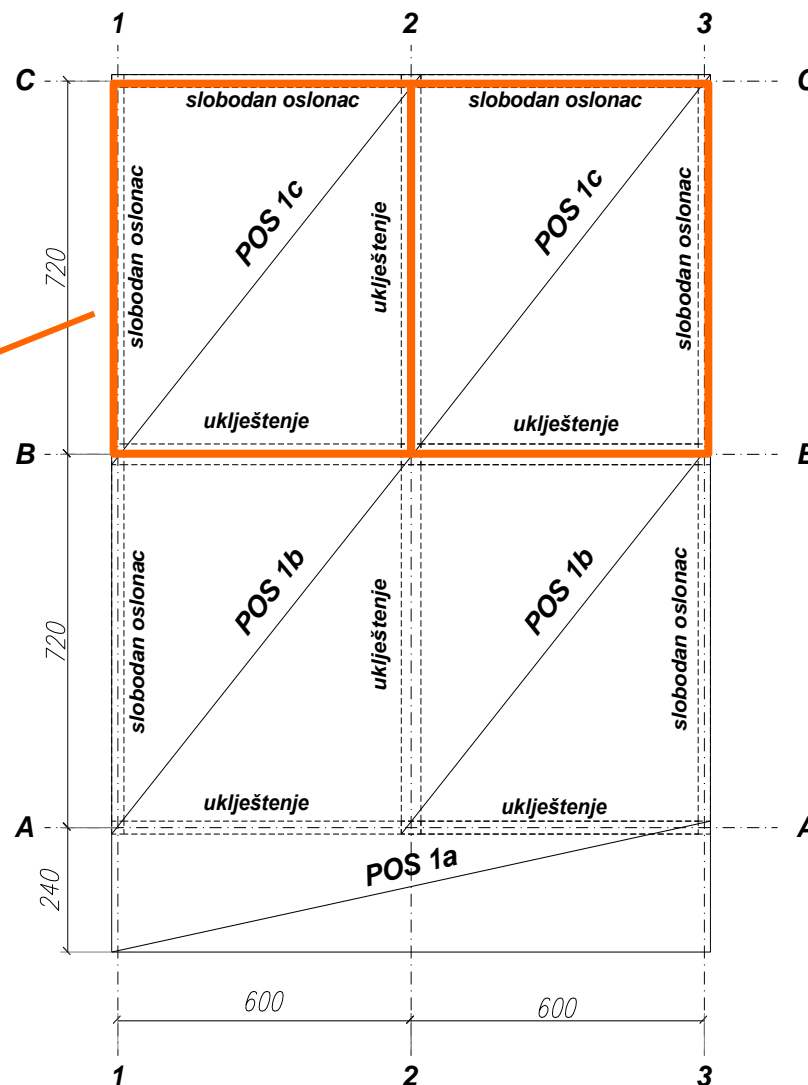 1 2 3
C C
slobodan oslonac slobodan oslonac
slobodan oslonac POS 1c uklještenje POS 1c slobodan oslonac
720
uklještenje uklještenje
B B
slobodan oslonac POS 1b uklještenje POS 1b slobodan oslonac
720
uklještenje uklještenje
A A
POS 1a
240
600 600
1 2 3